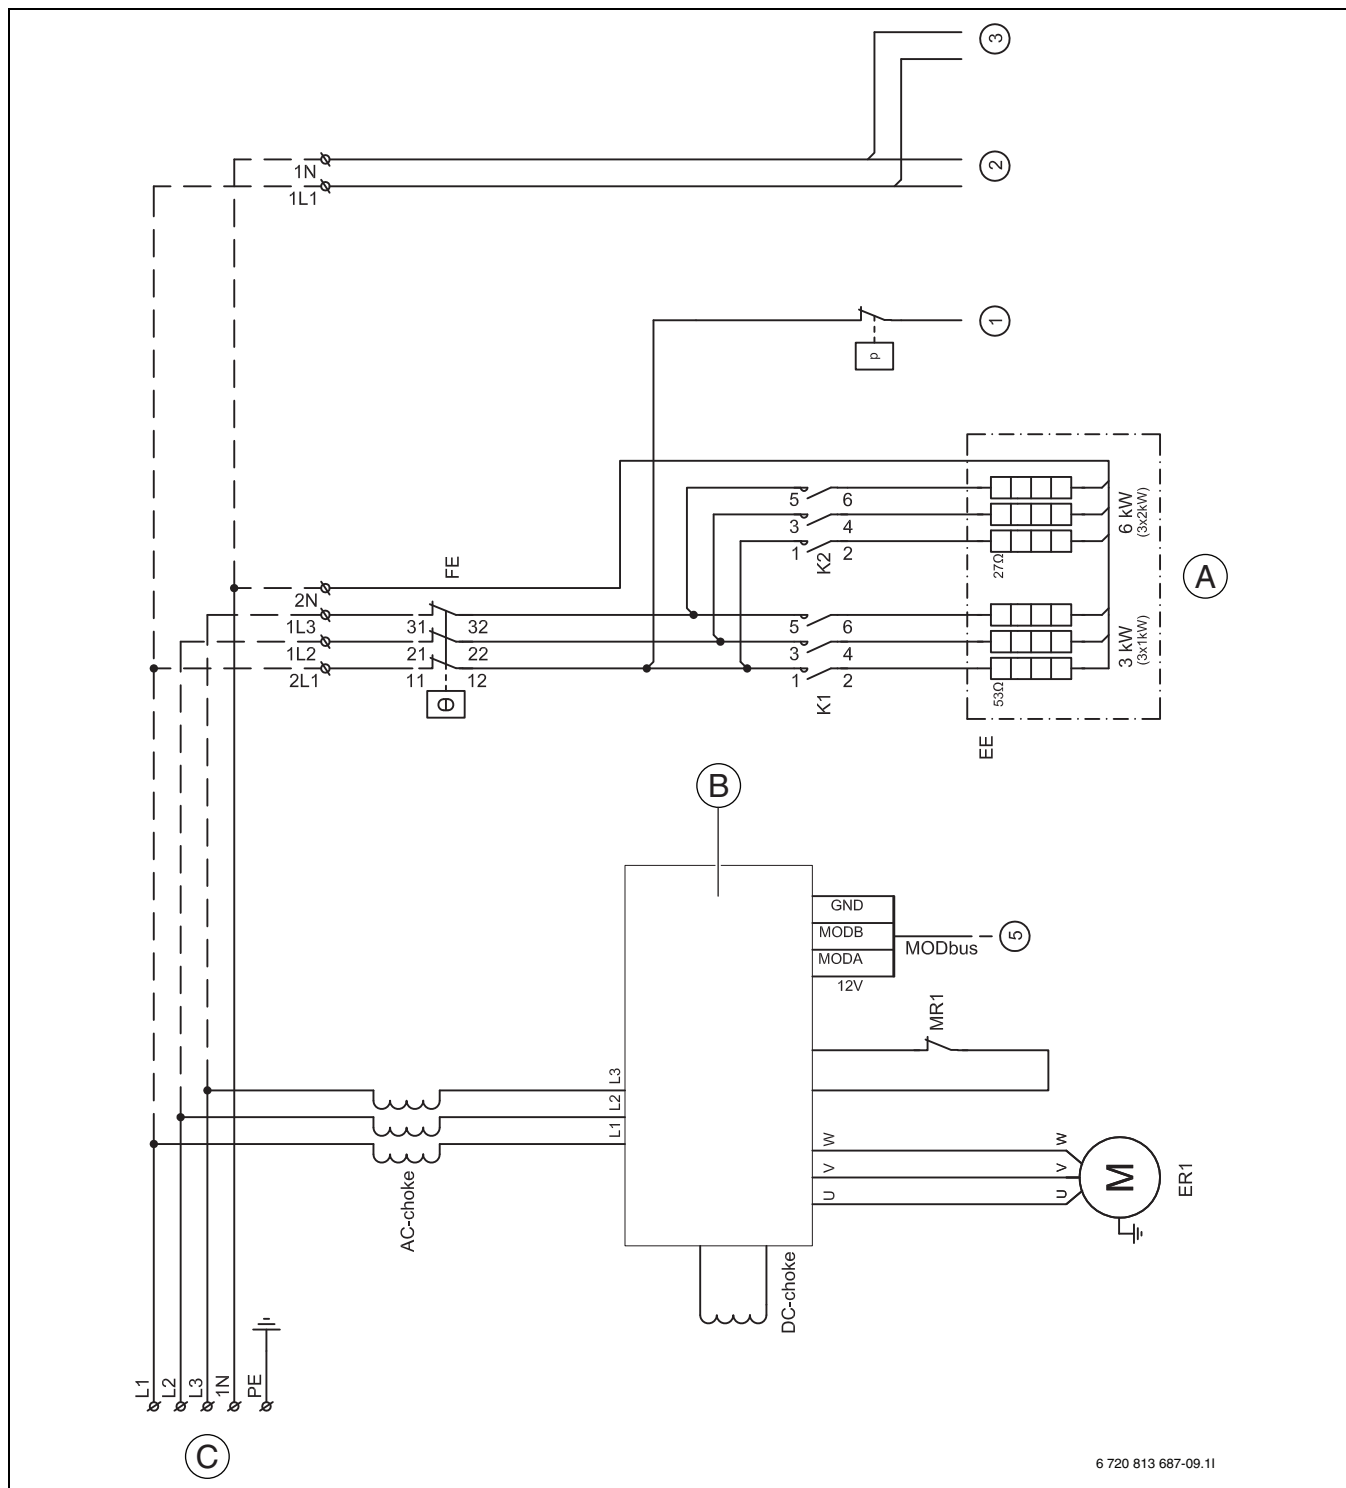 3
1N
2
1L1
1
p
5 6
3 4
1 2
K2
27Ω
6 kW
(3x2kW)
A
FE
2N
1L3 31 32
1L2 21 22
2L1 11 12
Θ
5 6
3 4
1 2
K1
53Ω
3 kW
(3x1kW)
EE
B
GND
MODB
MODA
12V
MODbus
5
MR1
L3
L2
L1
AC-choke
W W
V V
U U
M
ER1
DC-choke
L1
L2
L3
1N
PE
C
6 720 813 687-09.1I